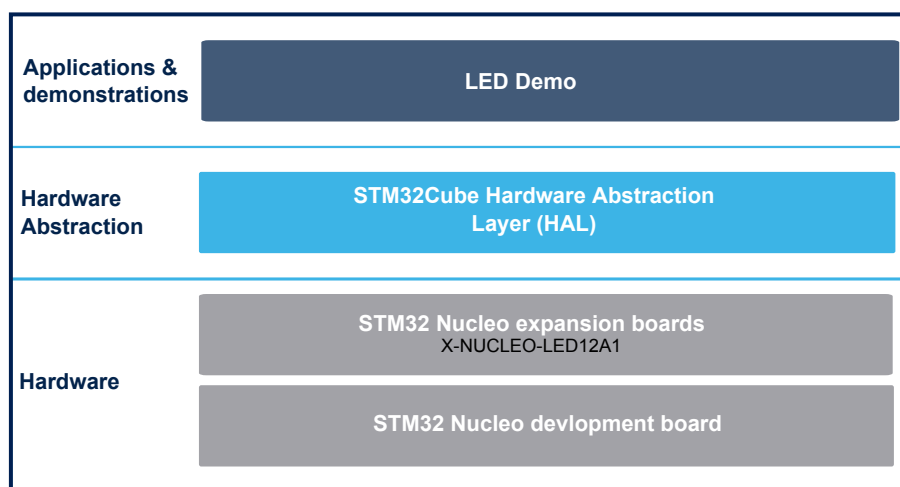 Applications &
demonstrations
LED Demo
Hardware
Abstraction
STM32Cube Hardware Abstraction
Layer (HAL)
Hardware
STM32 Nucleo expansion boards
X-NUCLEO-LED12A1
STM32 Nucleo devlopment board